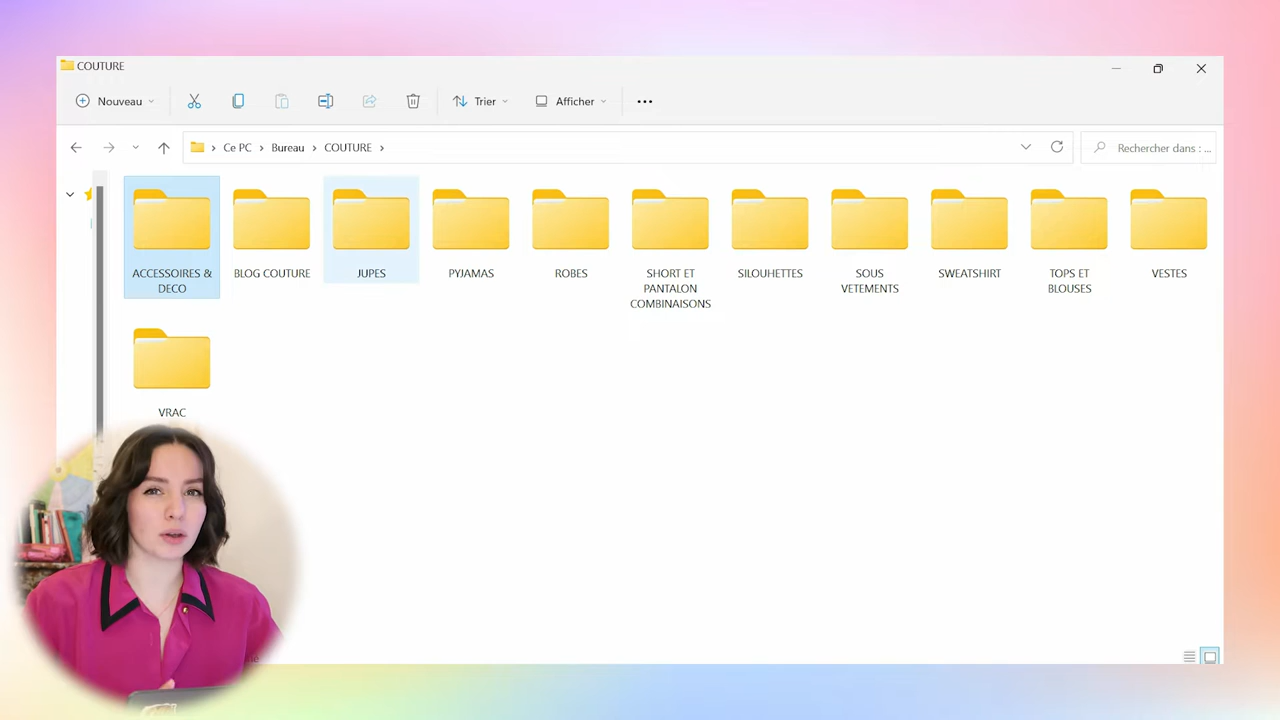 COUTURE
Nouveau
Trier
Afficher
Ce PC > Bureau > COUTURE >
Rechercher dans : ...
ACCESSOIRES &
DECO
BLOG COUTURE
JUPES
PYJAMAS
ROBES
SHORT ET
PANTALON
COMBINAISONS
SILOUHETTES
SOUS
VETEMENTS
SWEATSHIRT
TOPS ET
BLOUSES
VESTES
VRAC